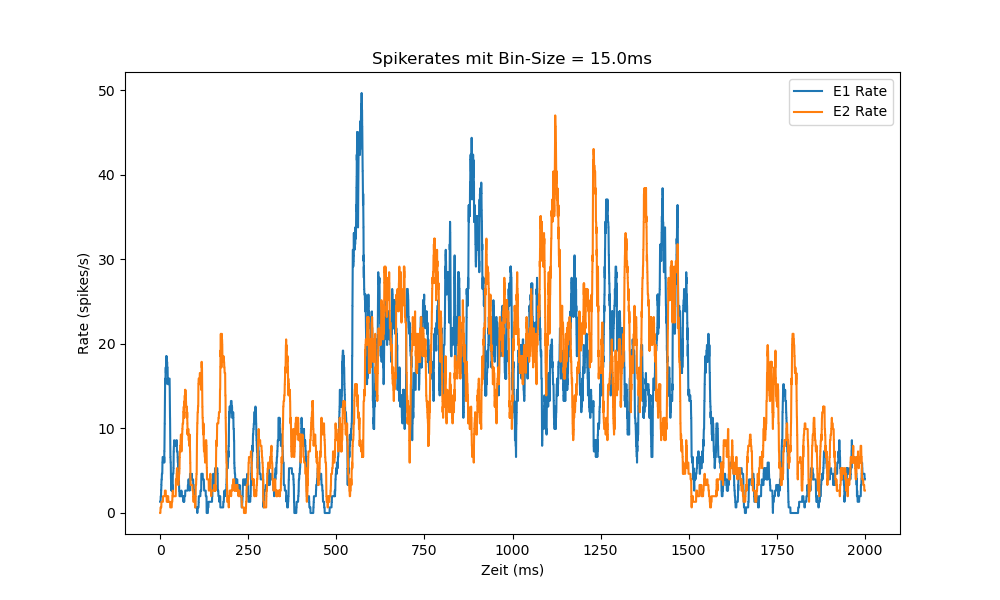 Spikerates mit Bin-Size = 15.0ms
E1 Rate
E2 Rate
50
40
30
20
10
0
Rate (spikes/s)
0 250 500 750 1000 1250 1500 1750 2000
Zeit (ms)